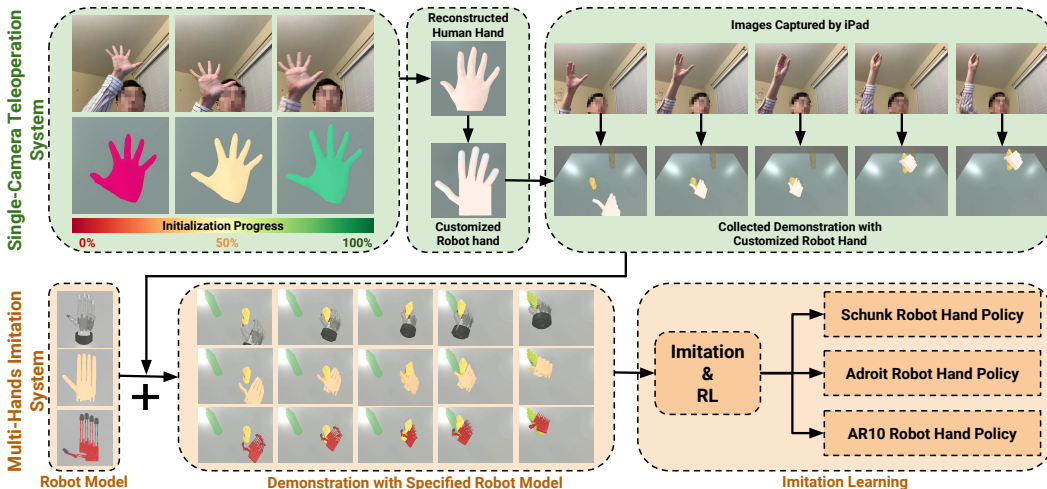 Single-Camera Teleoperation
System
Initialization Progress
0%
50%
100%
Reconstructed
Human Hand
Customized
Robot hand
Images Captured by iPad
Collected Demonstration with
Customized Robot Hand
Multi-Hands Imitation
System
Robot Model
+
Demonstration with Specified Robot Model
Imitation
&
RL
Schunk Robot Hand Policy
Adroit Robot Hand Policy
AR10 Robot Hand Policy
Imitation Learning